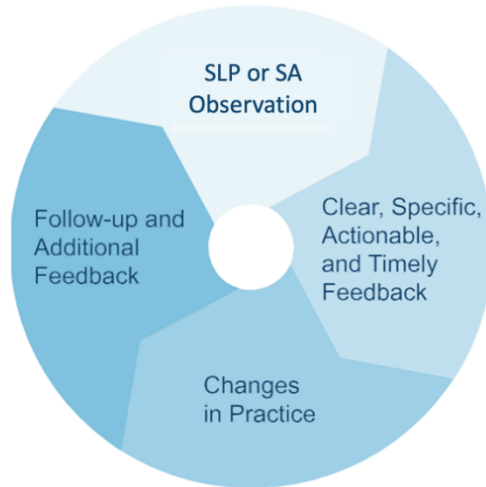 SLP or SA
Observation
Clear, Specific,
Actionable,
and Timely
Feedback
Changes
in Practice
Follow-up and
Additional
Feedback